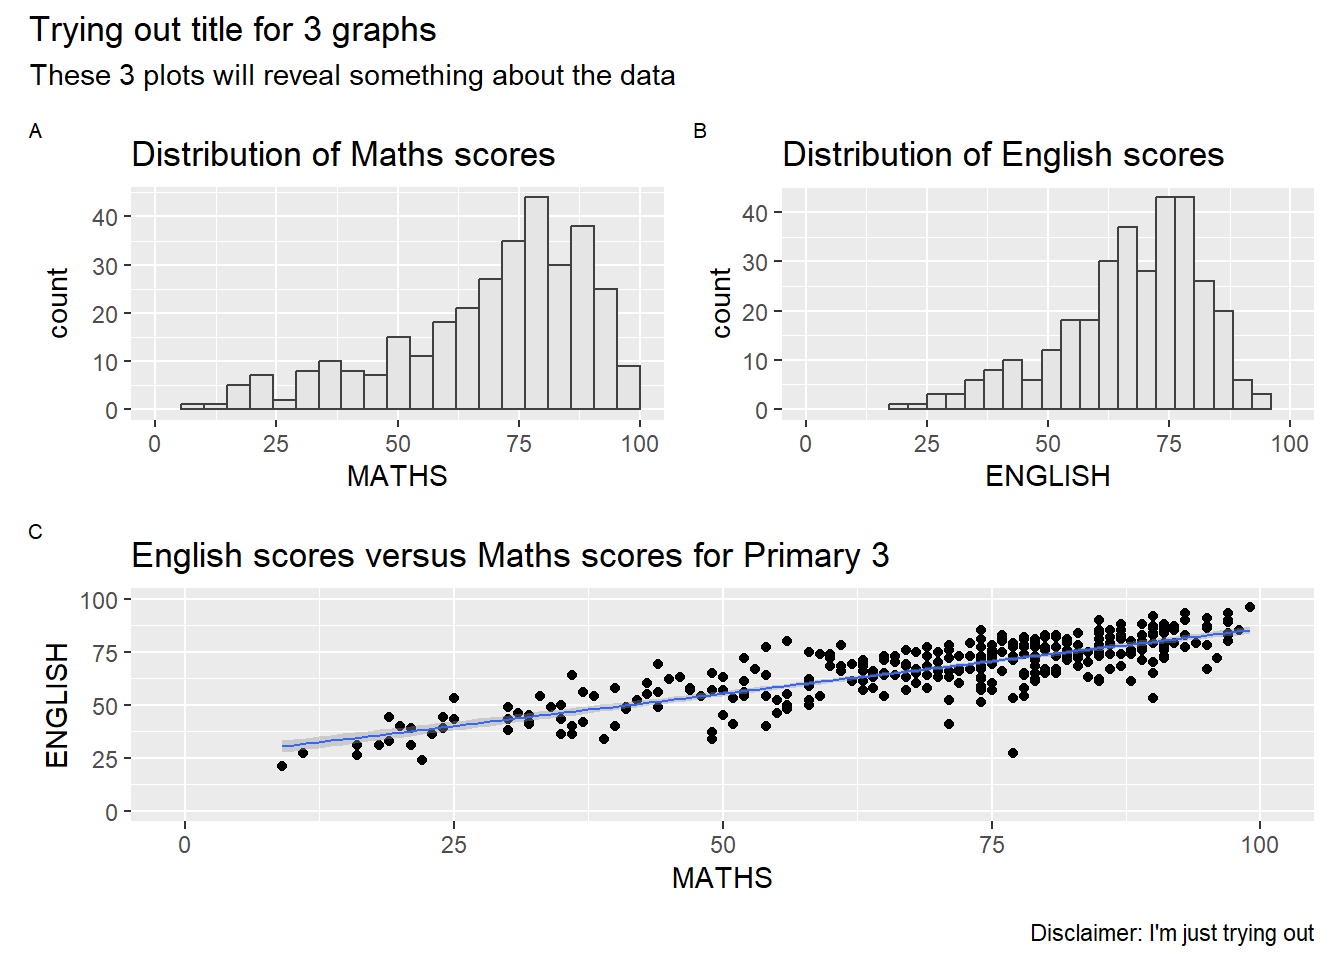 Trying out title for 3 graphs
These 3 plots will reveal something about the data
A
Distribution of Maths scores
count
40
30
20
10
0
0 25 50 75 100
MATHS
B
Distribution of English scores
count
40
30
20
10
0
0 25 50 75 100
ENGLISH
C
English scores versus Maths scores for Primary 3
ENGLISH
100
75
50
25
0
0 25 50 75 100
MATHS
Disclaimer: I'm just trying out